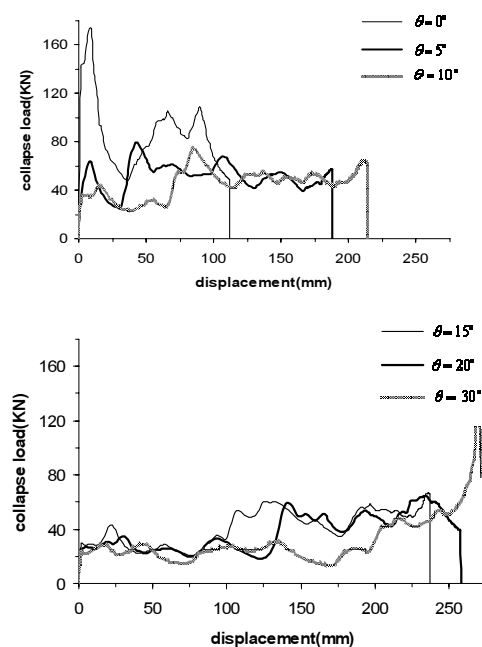 160
120
80
40
0
collapse load(KN)
θ = 0°
θ = 5°
θ = 10°
0 50 100 150 200 250
displacement(mm)
160
120
80
40
0
collapse load(KN)
θ = 15°
θ = 20°
θ = 30°
0 50 100 150 200 250
displacement(mm)